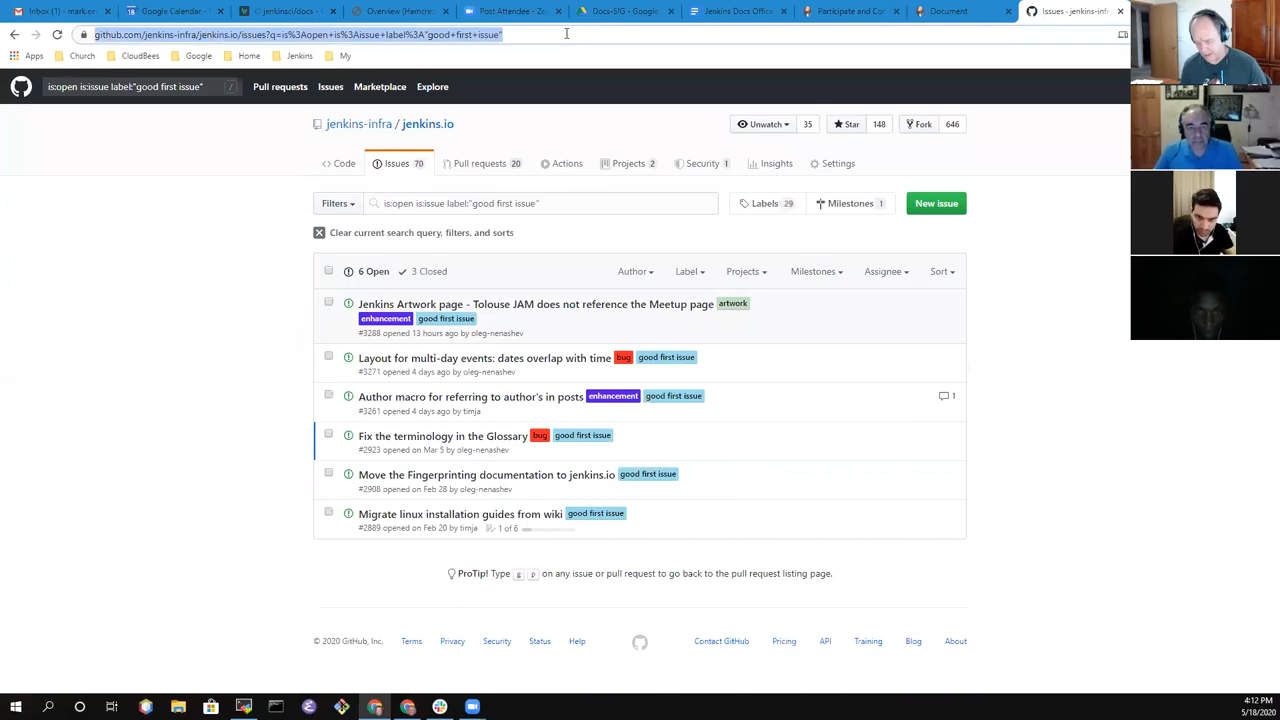 Inbox (1) - mark.ear
Google Calendar -
jenkinsci/docs - G
Overview (Hamcres
Post Attendee - Zo
Docs-SIG - Google
Jenkins Docs Offic
Participate and Co
Document
Issues - jenkins-inf
github.com/jenkins-infra/jenkins.io/issues?q=is%3Aopen+is%3Aissue+label%3A"good+first+issue"
Apps
Church
CloudBees
Google
Home
Jenkins
Ivy
is:open is:issue label:"good first issue"
/
Pull requests
Issues
Marketplace
Explore
jenkins-infra / jenkins.io
Unwatch 35
Star 148
Fork 646
Code
Issues 70
Pull requests 20
Actions
Projects 2
Security 1
Insights
Settings
Filters
is:open is:issue label:"good first issue"
Labels 29
Milestones 1
New issue
Clear current search query, filters, and sorts
6 Open
3 Closed
Author
Label
Projects
Milestones
Assignee
Sort
Jenkins Artwork page - Tolouse JAM does not reference the Meetup page artwork
enhancement good first issue
#3288 opened 13 hours ago by oleg-nenashev
Layout for multi-day events: dates overlap with time bug good first issue
#3271 opened 4 days ago by oleg-nenashev
Author macro for referring to author's in posts enhancement good first issue
1
#3261 opened 4 days ago by timja
Fix the terminology in the Glossary bug good first issue
#2923 opened on Mar 5 by oleg-nenashev
Move the Fingerprinting documentation to jenkins.io good first issue
#2908 opened on Feb 28 by oleg-nenashev
Migrate linux installation guides from wiki good first issue
#2889 opened on Feb 20 by timja 1 of 6
ProTip! Type g p on any issue or pull request to go back to the pull request listing page.
© 2020 GitHub, Inc.
Terms
Privacy
Security
Status
Help
Contact GitHub
Pricing
API
Training
Blog
About
4:12 PM
5/18/2020